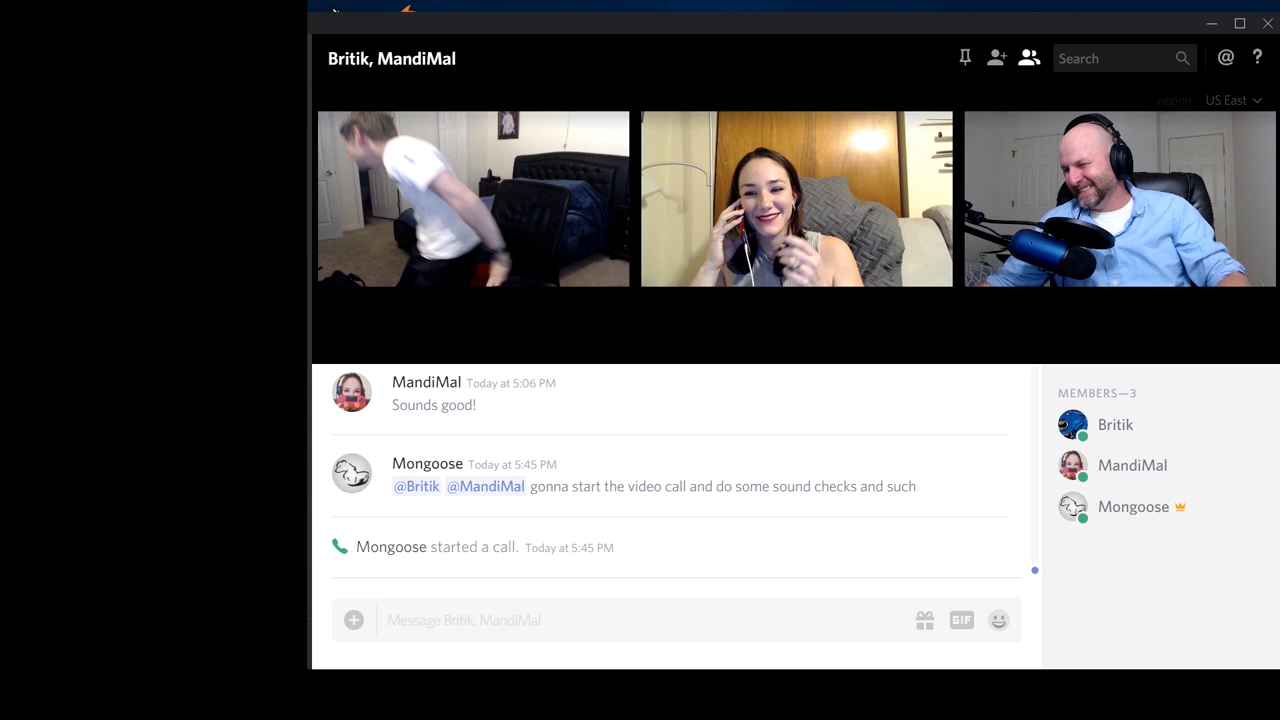 Britik, MandiMal
Search
@
?
region US East
MandiMal Today at 5:06 PM
Sounds good!
Mongoose Today at 5:45 PM
@Britik @MandiMal gonna start the video call and do some sound checks and such
Mongoose started a call. Today at 5:45 PM
Message Britik, MandiMal
GIF
MEMBERS—3
Britik
MandiMal
Mongoose